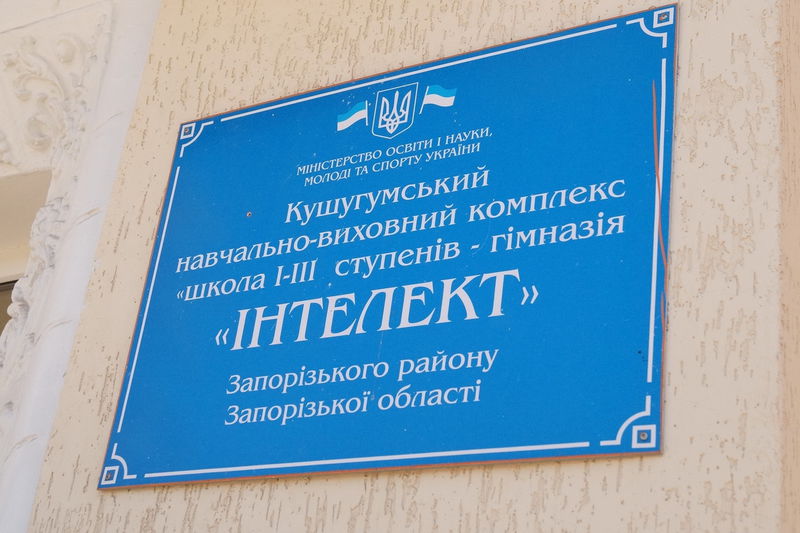 МІНІСТЕРСТВО ОСВІТИ І НАУКИ,
МОЛОДІ ТА СПОРТУ УКРАЇНИ
Кушугумський
навчально-виховний комплекс
«школа І-ІІІ ступенів - гімназія
«ІНТЕЛЕКТ»
Запорізького району
Запорізької області